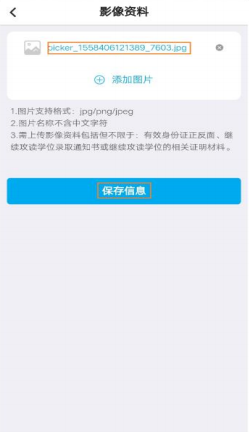 影像资料
picker_1558406121389_7603.jpg
添加图片
1.图片支持格式：jpg/png/jpeg
2.图片名称不含中文字符
3.需上传影像资料包括但不限于：有效身份证正反面、继
续攻读学位录取通知书或继续攻读学位的相关证明材料。
保存信息